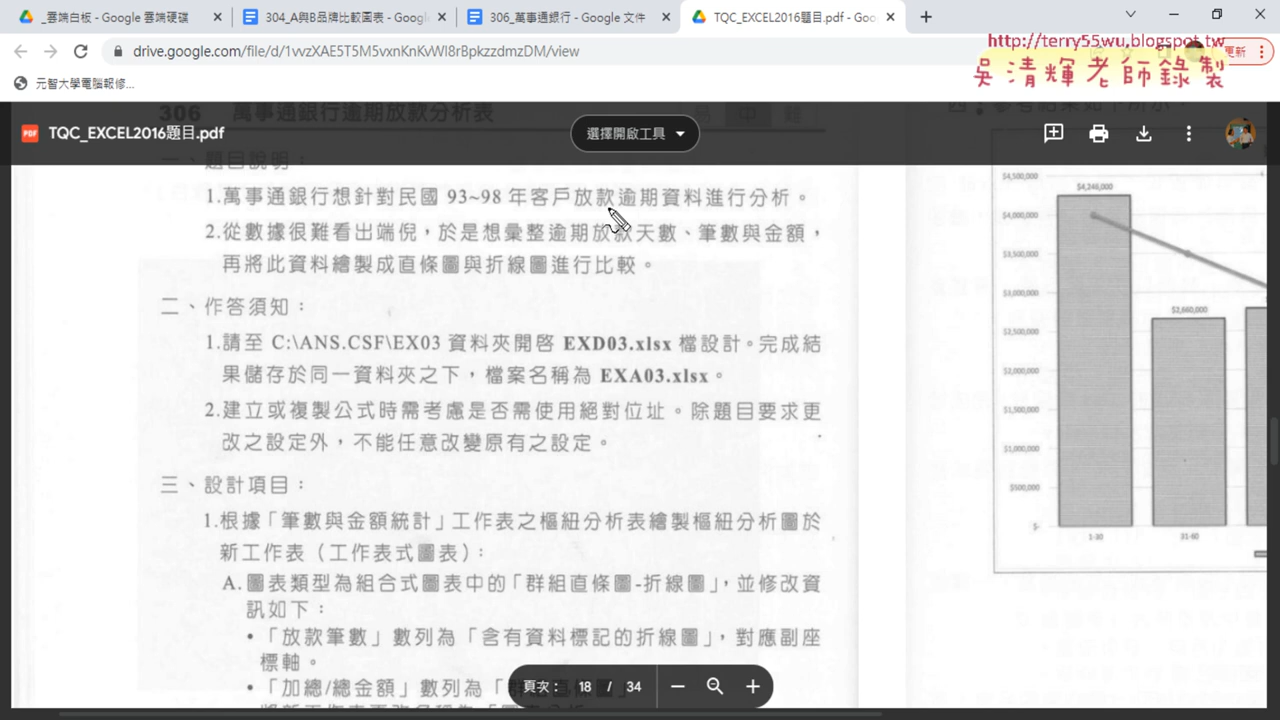 _雲端白板 - Google 雲端硬碟
304_A與B品牌比較圖表 - Googl
306_萬事通銀行 - Google 文件
TQC_EXCEL2016題目.pdf - Goo
drive.google.com/file/d/1vvzXAE5T5M5vxnKnKvWI8rBpkzzdmzDM/view
更新
http://terry55wu.blogspot.tw
吳清輝老師錄製
元智大學電腦報修...
306 萬事通銀行逾期放款分析表
TQC_EXCEL2016題目.pdf
選擇開啟工具
一、題目說明：
1.萬事通銀行想針對民國 93~98 年客戶放款逾期資料進行分析。
2.從數據很難看出端倪，於是想彙整逾期放款天數、筆數與金額，
再將此資料繪製成直條圖與折線圖進行比較。
二、作答須知：
1.請至 C:\ANS.CSF\EX03 資料夾開啓 EXD03.xlsx 檔設計。完成結
果儲存於同一資料夾之下，檔案名稱為 EXA03.xlsx。
2.建立或複製公式時需考慮是否需使用絕對位址。除題目要求更
改之設定外，不能任意改變原有之設定。
三、設計項目：
1.根據「筆數與金額統計」工作表之樞紐分析表繪製樞紐分析圖於
新工作表（工作表式圖表）：
A.圖表類型為組合式圖表中的「群組直條圖-折線圖」，並修改資
訊如下：
•「放款筆數」數列為「含有資料標記的折線圖」，對應副座
標軸。
•「加總/總金額」數列為「
頁次： 18 / 34
$4,500,000
$4,000,000
$3,500,000
$3,000,000
$2,500,000
$2,000,000
$1,500,000
$1,000,000
$500,000
$-
$4,246,000
$2,660,000
1-30
31-60